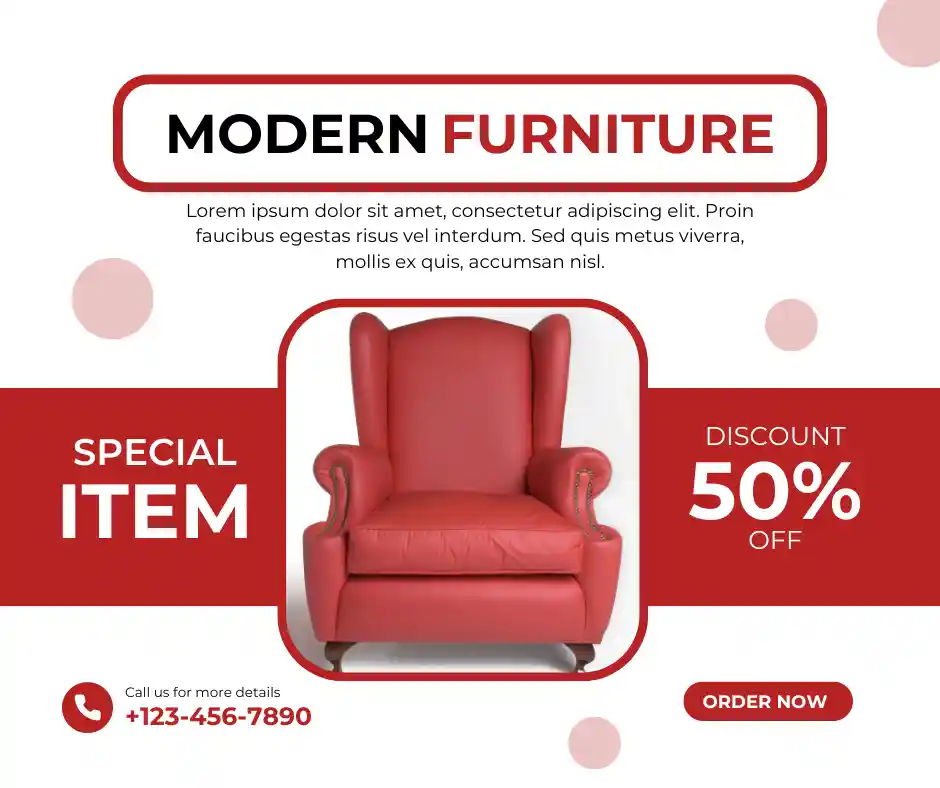 MODERN FURNITURE
Lorem ipsum dolor sit amet, consectetur adipiscing elit. Proin
faucibus egestas risus vel interdum. Sed quis metus viverra,
mollis ex quis, accumsan nisl.
SPECIAL
ITEM
DISCOUNT
50%
OFF
Call us for more details
+123-456-7890
ORDER NOW